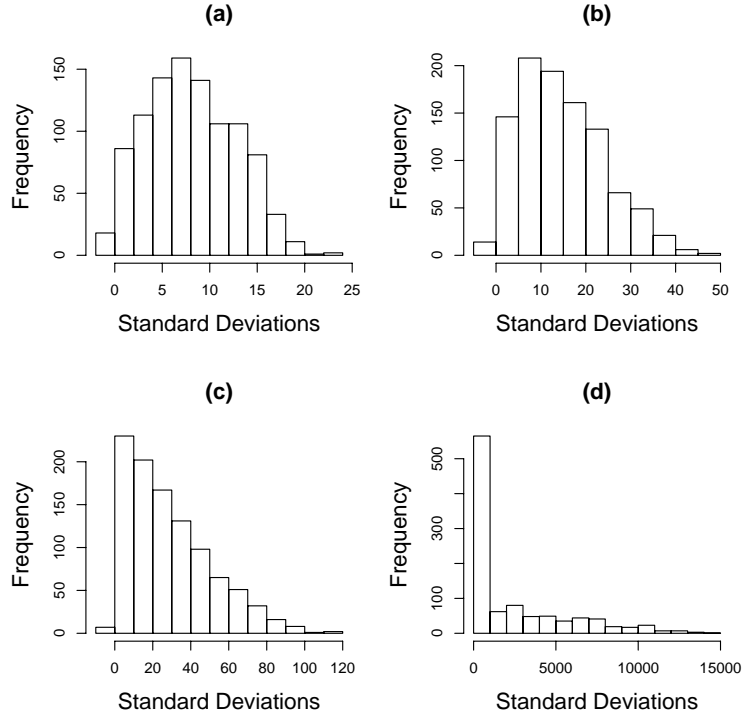 (a)
Frequency
0 50 100 150
0 5 10 15 20 25
Standard Deviations
(b)
Frequency
0 50 100 150 200
0 10 20 30 40 50
Standard Deviations
(c)
Frequency
0 50 100 150 200
0 20 40 60 80 100 120
Standard Deviations
(d)
Frequency
0 100 300 500
0 5000 10000 15000
Standard Deviations